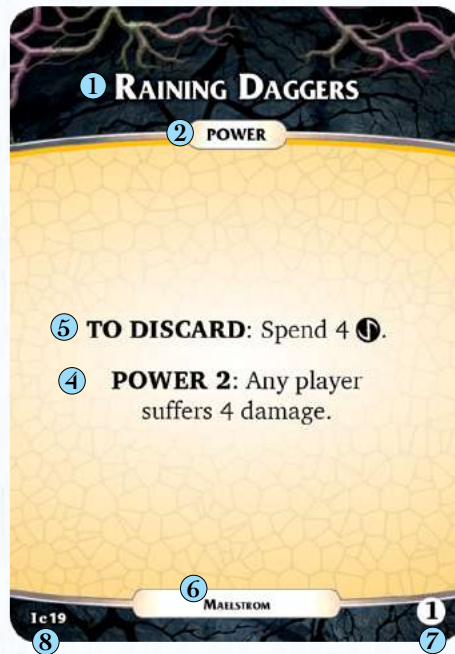 1 RAINING DAGGERS
2 POWER
5 TO DISCARD: Spend 4 .
4 POWER 2: Any player
suffers 4 damage.
6
MAELSTROM
Ic19
1
8
7